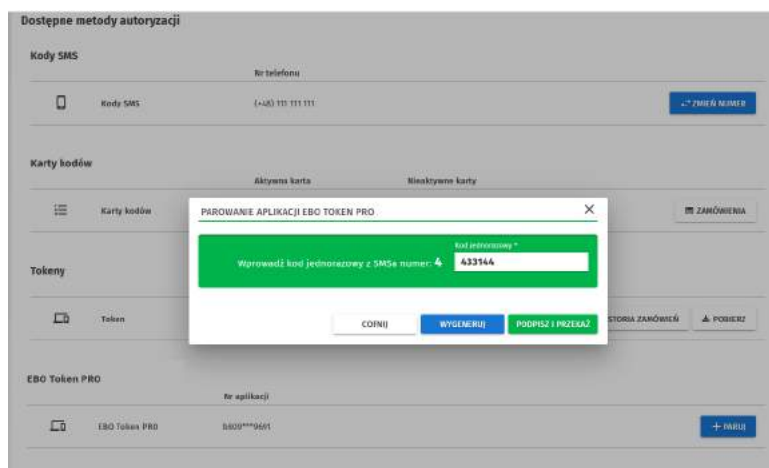 Dostępne metody autoryzacji
Kody SMS
Nr telefonu
Kody SMS
(+48) 111 111 111
ZMIEŃ NUMER
Karty kodów
Aktywna karta
Nieaktywne karty
Karty kodów
ZAMÓWIENIA
PAROWANIE APLIKACJI EBO TOKEN PRO
Wprowadź kod jednorazowy z SMSa numer: 4
Kod jednorazowy *
433144
COFNIJ
WYGENERUJ
PODPISZ I PRZEKAŻ
Tokeny
Token
STORIA ZAMÓWIEŃ
POBIERZ
EBO Token PRO
Nr aplikacji
EBO Token PRO
PARUJ